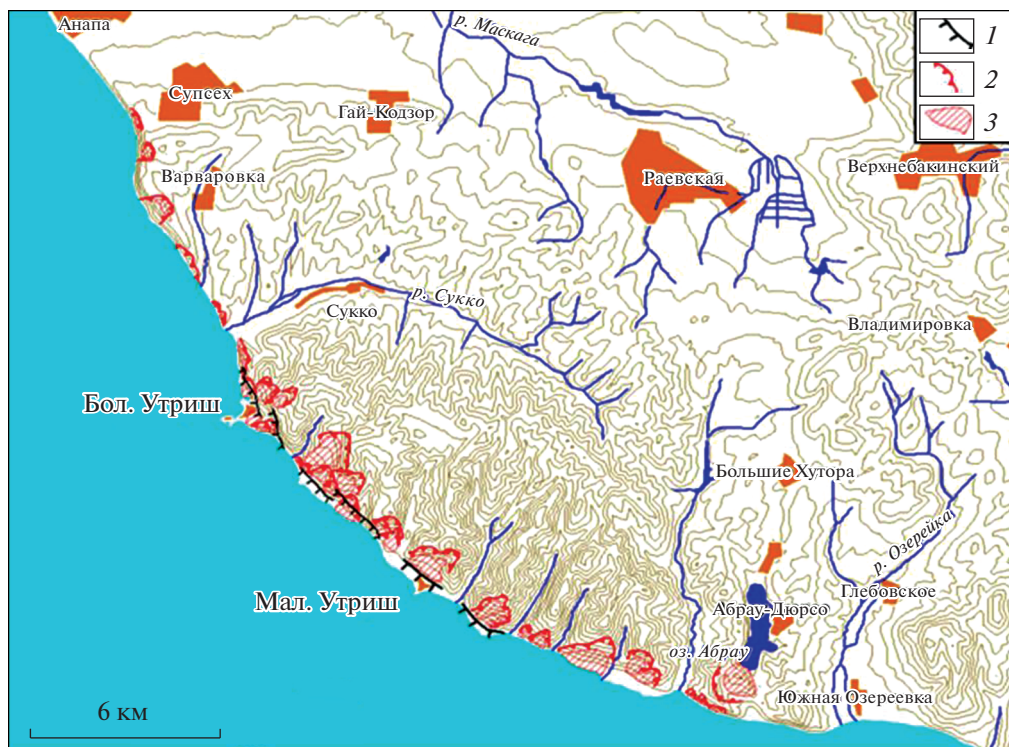 Анапа
р. Маскага
1
Супсех
2
Гай-Кодзор
3
Варваровка
Раевская
Верхнебакинский
р. Сукко
Сукко
Владимировка
Бол. Утриш
Большие Хутора
р. Озерейка
Глебовское
Мал. Утриш
Абрау-Дюрсо
оз. Абрау
Южная Озереевка
6 км